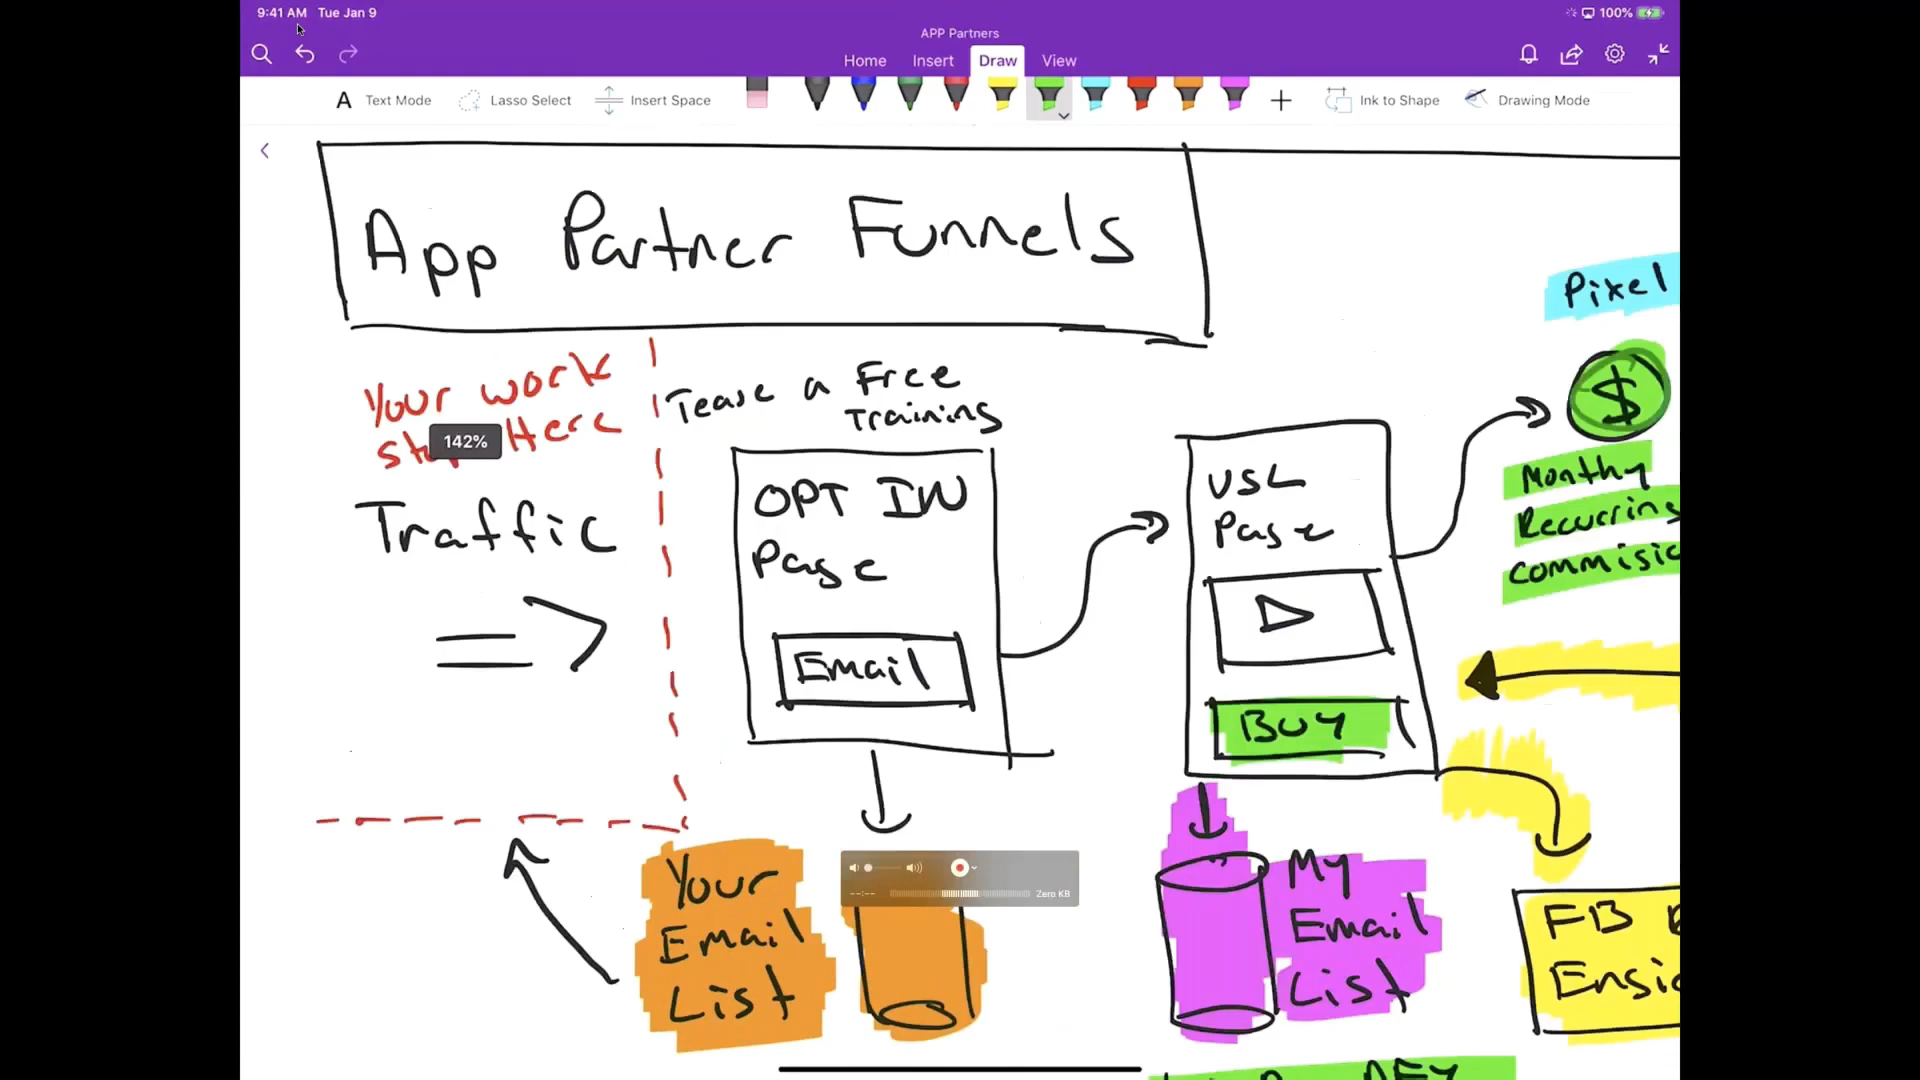 9:41 AM Tue Jan 9
100%
APP Partners
Home Insert Draw View
Text Mode Lasso Select Insert Space Ink to Shape Drawing Mode
App Partner Funnels
Pixel
$
Monthy
Recurring
Your work
Here
142%
Tease a Free
Training
Traffic
=>
OPT IN
Page
Email
VSL
Page
BUY
Your
Email
List
--:-- Zero KB
My
Email
List
FB